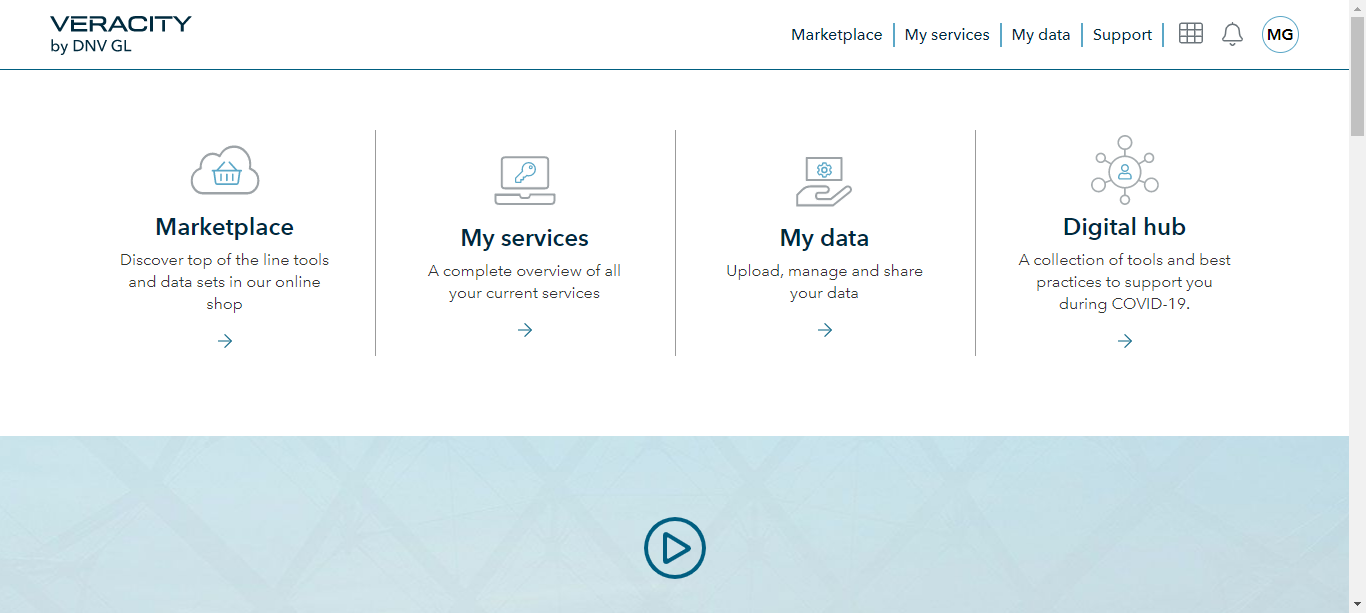 VERACITY
by DNV GL
Marketplace
My services
My data
Support
MG
Marketplace
Discover top of the line tools
and data sets in our online
shop
My services
A complete overview of all
your current services
My data
Upload, manage and share
your data
Digital hub
A collection of tools and best
practices to support you
during COVID-19.